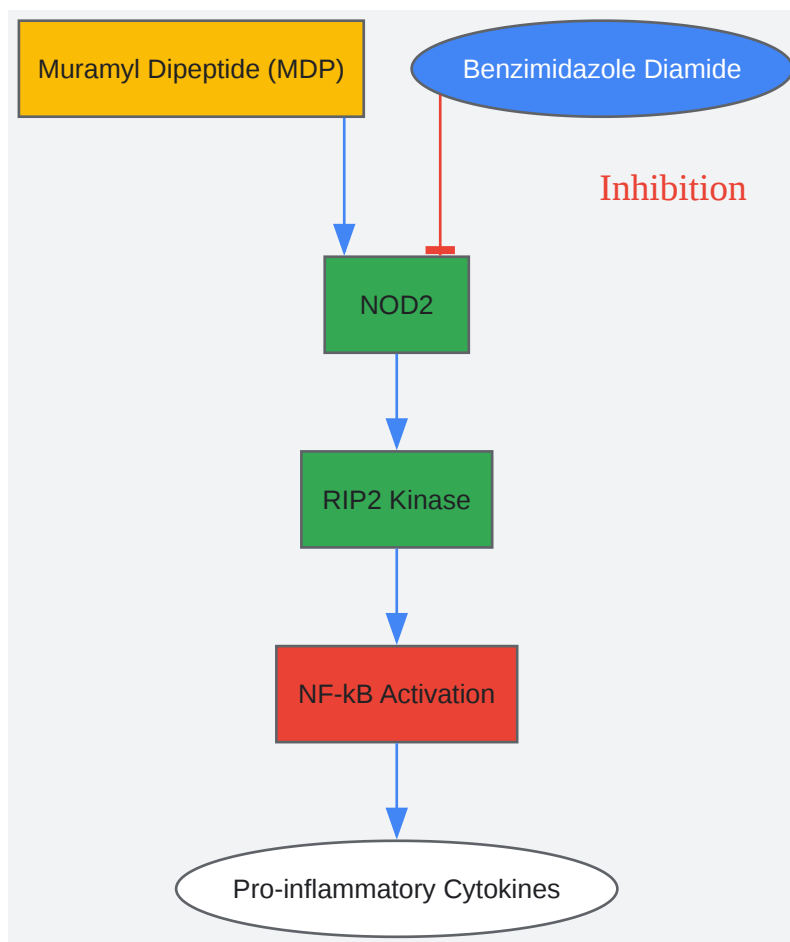 Muramyl Dipeptide (MDP)
Benzimidazole Diamide
Inhibition
NOD2
RIP2 Kinase
NF-kB Activation
Pro-inflammatory Cytokines